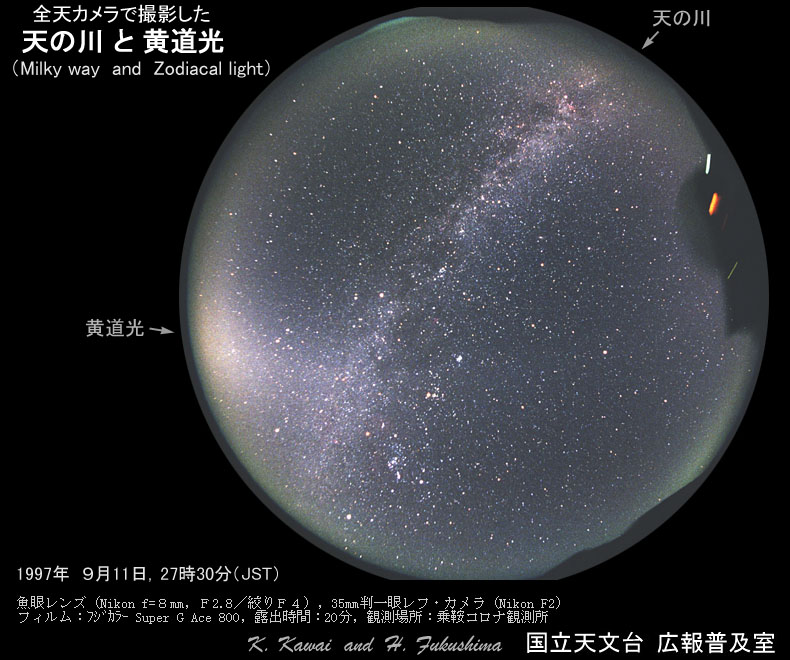 全天カメラで撮影した
天の川 と 黄道光
（Milky way and Zodiacal light）
天の川
黄道光
1997年 9月11日, 27時30分（JST）
魚眼レンズ（Nikon f=8mm, F2.8／絞りF4）, 35mm判一眼レフ・カメラ（Nikon F2）
フィルム：ﾌｼﾞｶﾗｰ Super G Ace 800, 露出時間：20分, 観測場所：乗鞍コロナ観測所
K. Kawai and H. Fukushima 国立天文台 広報普及室